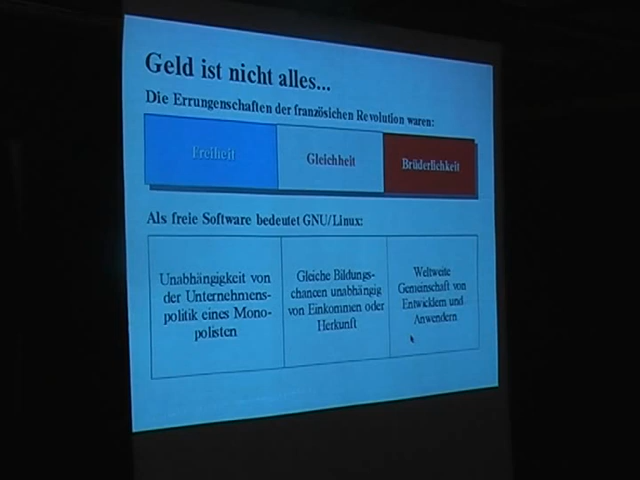 Geld ist nicht alles...
Die Errungenschaften der französichen Revolution waren:
Freiheit
Gleichheit
Brüderlichkeit
Als freie Software bedeutet GNU/Linux:
Unabhängigkeit von
der Unternehmens-
politik eines Mono-
polisten
Gleiche Bildungs-
chancen unabhängig
von Einkommen oder
Herkunft
Weltweite
Gemeinschaft von
Entwicklern und
Anwendern